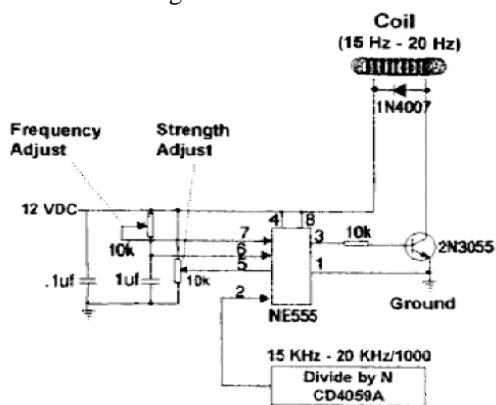 Coil
(15 Hz - 20 Hz)
1N4007
Frequency
Adjust
Strength
Adjust
12 VDC
4
8
7
6
5
2
3
1
10k
10k
10k
.1uf
1uf
2N3055
Ground
NE555
15 KHz - 20 KHz/1000
Divide by N
CD4059A